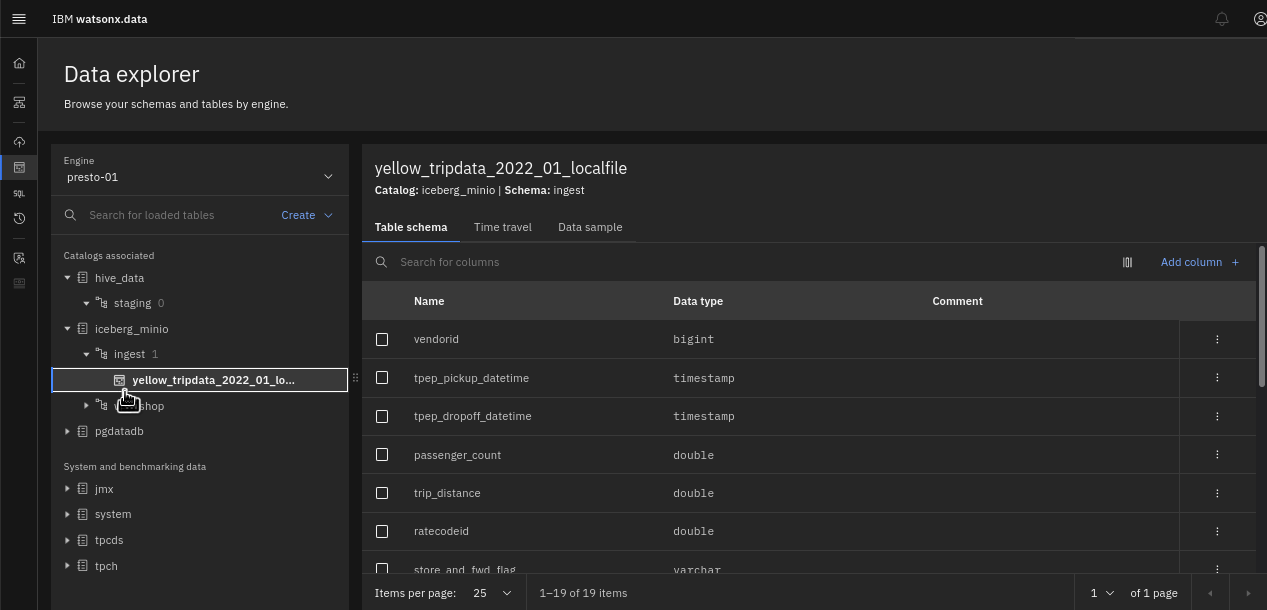 IBM watsonx.data
Data explorer
Browse your schemas and tables by engine.
SQL
Engine
presto-01
Search for loaded tables
Create
Catalogs associated
hive_data
staging 0
iceberg_minio
ingest 1
yellow_tripdata_2022_01_lo...
pgdatadb
System and benchmarking data
jmx
system
tpcds
tpch
yellow_tripdata_2022_01_localfile
Catalog: iceberg_minio | Schema: ingest
Table schema Time travel Data sample
Search for columns
Add column +
Name Data type Comment
vendorid bigint
tpep_pickup_datetime timestamp
tpep_dropoff_datetime timestamp
passenger_count double
trip_distance double
ratecodeid double
store_and_fwd_flag varchar
Items per page: 25 1–19 of 19 items 1 of 1 page